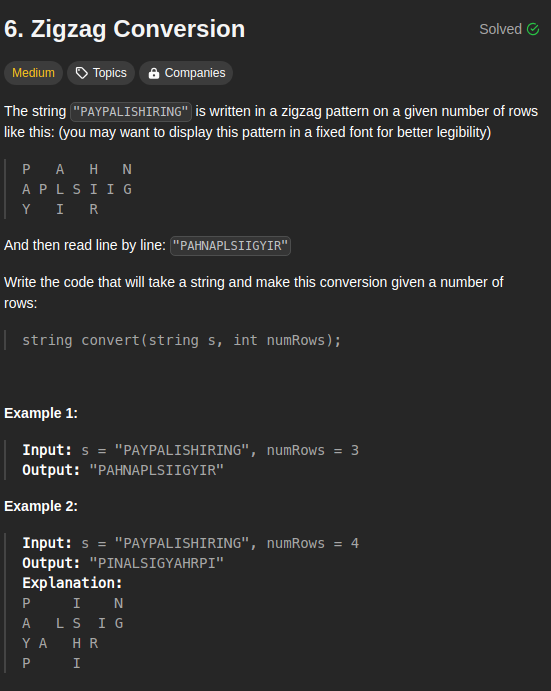 6. Zigzag Conversion
Solved
Medium
Topics
Companies
The string "PAYPALISHIRING" is written in a zigzag pattern on a given number of rows
like this: (you may want to display this pattern in a fixed font for better legibility)
P   A   H   N
A P L S I I G
Y   I   R
And then read line by line: "PAHNAPLSIIGYIR"
Write the code that will take a string and make this conversion given a number of
rows:
string convert(string s, int numRows);
Example 1:
Input: s = "PAYPALISHIRING", numRows = 3
Output: "PAHNAPLSIIGYIR"
Example 2:
Input: s = "PAYPALISHIRING", numRows = 4
Output: "PINALSIGYAHRPI"
Explanation:
P     I    N
A   L S  I G
Y A   H R
P     I